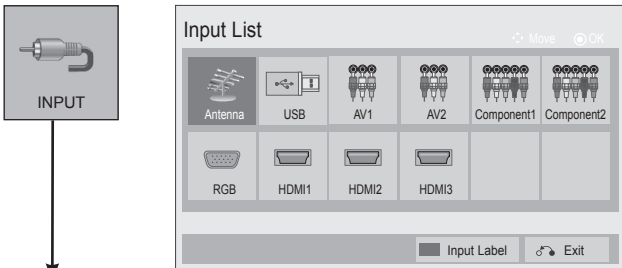 INPUT
Input List
Move OK
Antenna USB AV1 AV2 Component1 Component2
RGB HDMI1 HDMI2 HDMI3
Input Label Exit